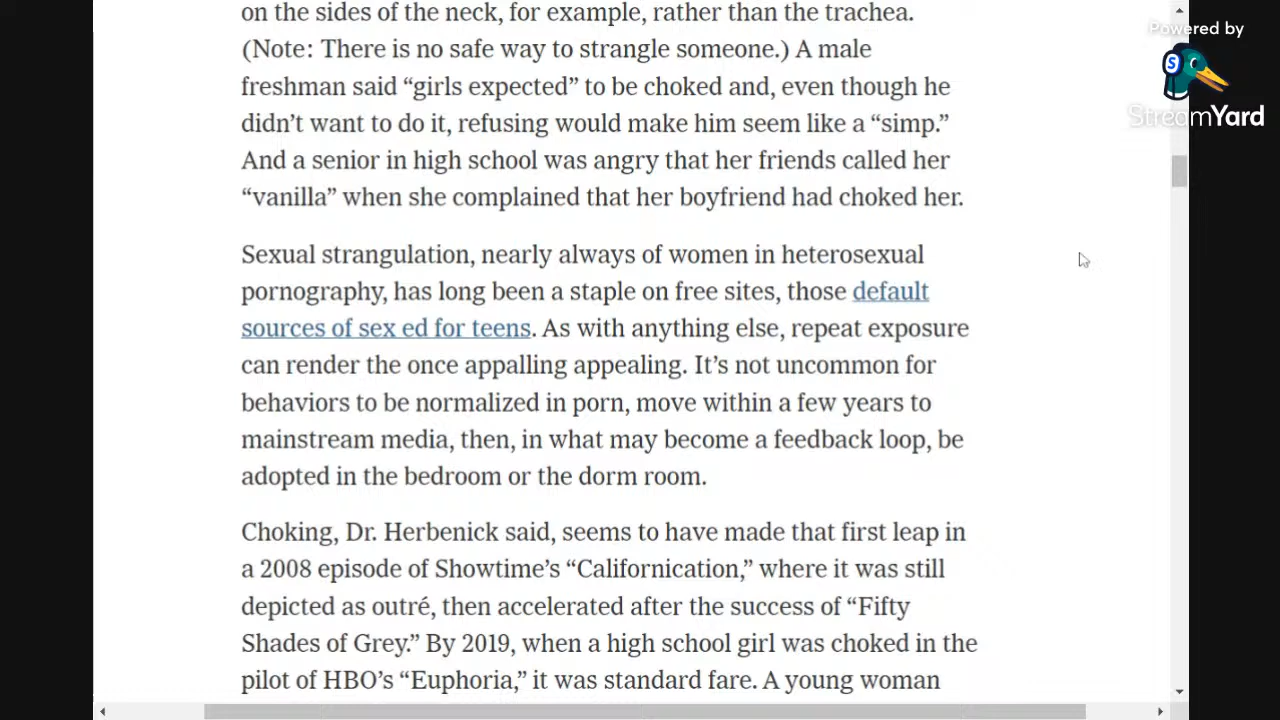 on the sides of the neck, for example, rather than the trachea.
(Note: There is no safe way to strangle someone.) A male
freshman said “girls expected” to be choked and, even though he
didn’t want to do it, refusing would make him seem like a “simp.”
And a senior in high school was angry that her friends called her
“vanilla” when she complained that her boyfriend had choked her.
Sexual strangulation, nearly always of women in heterosexual
pornography, has long been a staple on free sites, those default
sources of sex ed for teens. As with anything else, repeat exposure
can render the once appalling appealing. It’s not uncommon for
behaviors to be normalized in porn, move within a few years to
mainstream media, then, in what may become a feedback loop, be
adopted in the bedroom or the dorm room.
Choking, Dr. Herbenick said, seems to have made that first leap in
a 2008 episode of Showtime’s “Californication,” where it was still
depicted as outré, then accelerated after the success of “Fifty
Shades of Grey.” By 2019, when a high school girl was choked in the
pilot of HBO’s “Euphoria,” it was standard fare. A young woman
Powered by
S
StreamYard